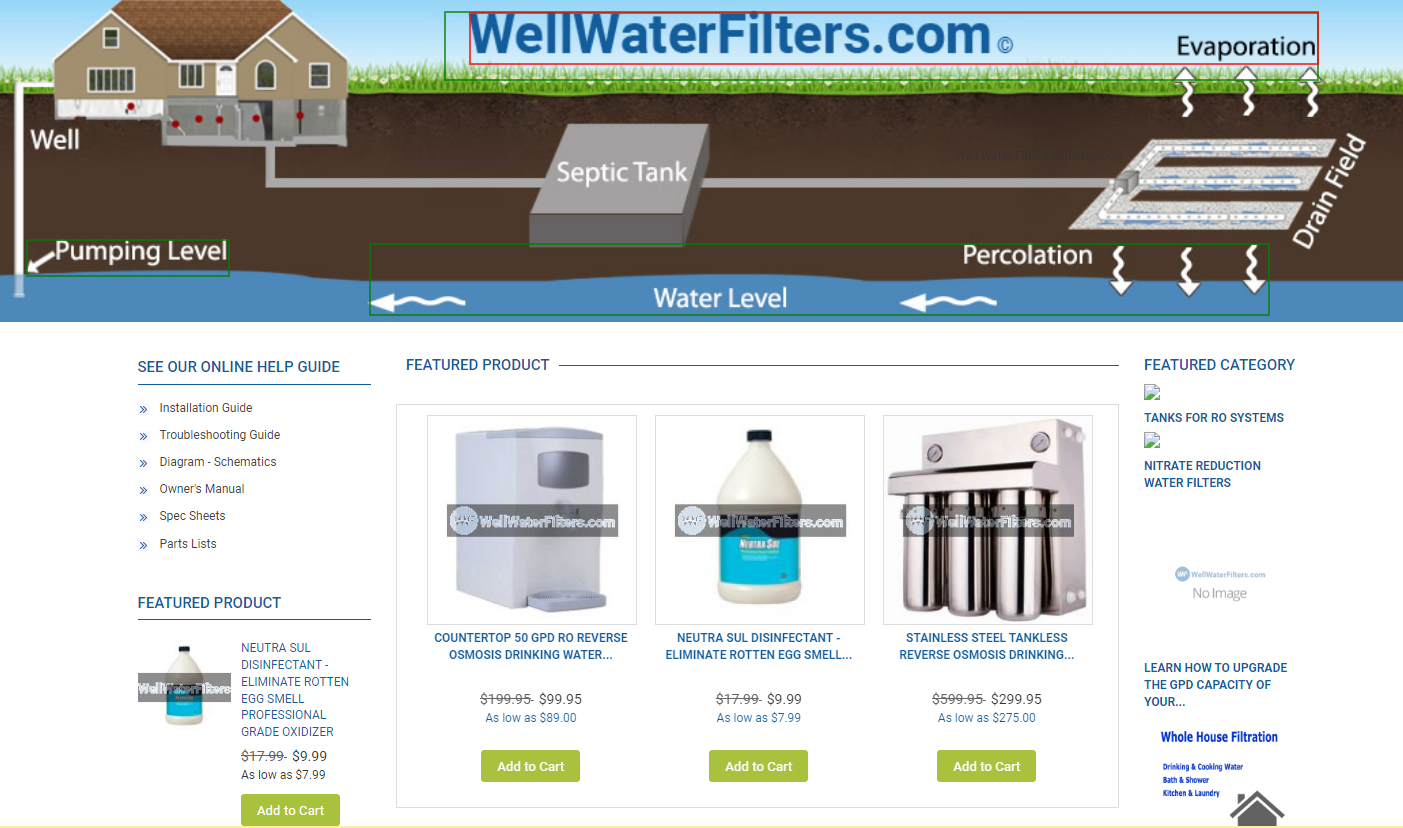 WellWaterFilters.com ©
Evaporation
Well
Septic Tank
Drain Field
Pumping Level
Percolation
Water Level
SEE OUR ONLINE HELP GUIDE
Installation Guide
Troubleshooting Guide
Diagram - Schematics
Owner's Manual
Spec Sheets
Parts Lists
FEATURED PRODUCT
WellWaterFilters
NEUTRA SUL
DISINFECTANT -
ELIMINATE ROTTEN
EGG SMELL
PROFESSIONAL
GRADE OXIDIZER
$17.99 $9.99
As low as $7.99
Add to Cart
FEATURED PRODUCT
WWF WellWaterFilters.com
COUNTERTOP 50 GPD RO REVERSE
OSMOSIS DRINKING WATER...
$199.95 $99.95
As low as $89.00
Add to Cart
WWF WellWaterFilters.com
NEUTRA SUL
NEUTRA SUL DISINFECTANT -
ELIMINATE ROTTEN EGG SMELL...
$17.99 $9.99
As low as $7.99
Add to Cart
WWF WellWaterFilters.com
STAINLESS STEEL TANKLESS
REVERSE OSMOSIS DRINKING...
$599.95 $299.95
As low as $275.00
Add to Cart
FEATURED CATEGORY
TANKS FOR RO SYSTEMS
NITRATE REDUCTION
WATER FILTERS
WWF WellWaterFilters.com
No Image
LEARN HOW TO UPGRADE
THE GPD CAPACITY OF
YOUR...
Whole House Filtration
Drinking & Cooking Water
Bath & Shower
Kitchen & Laundry